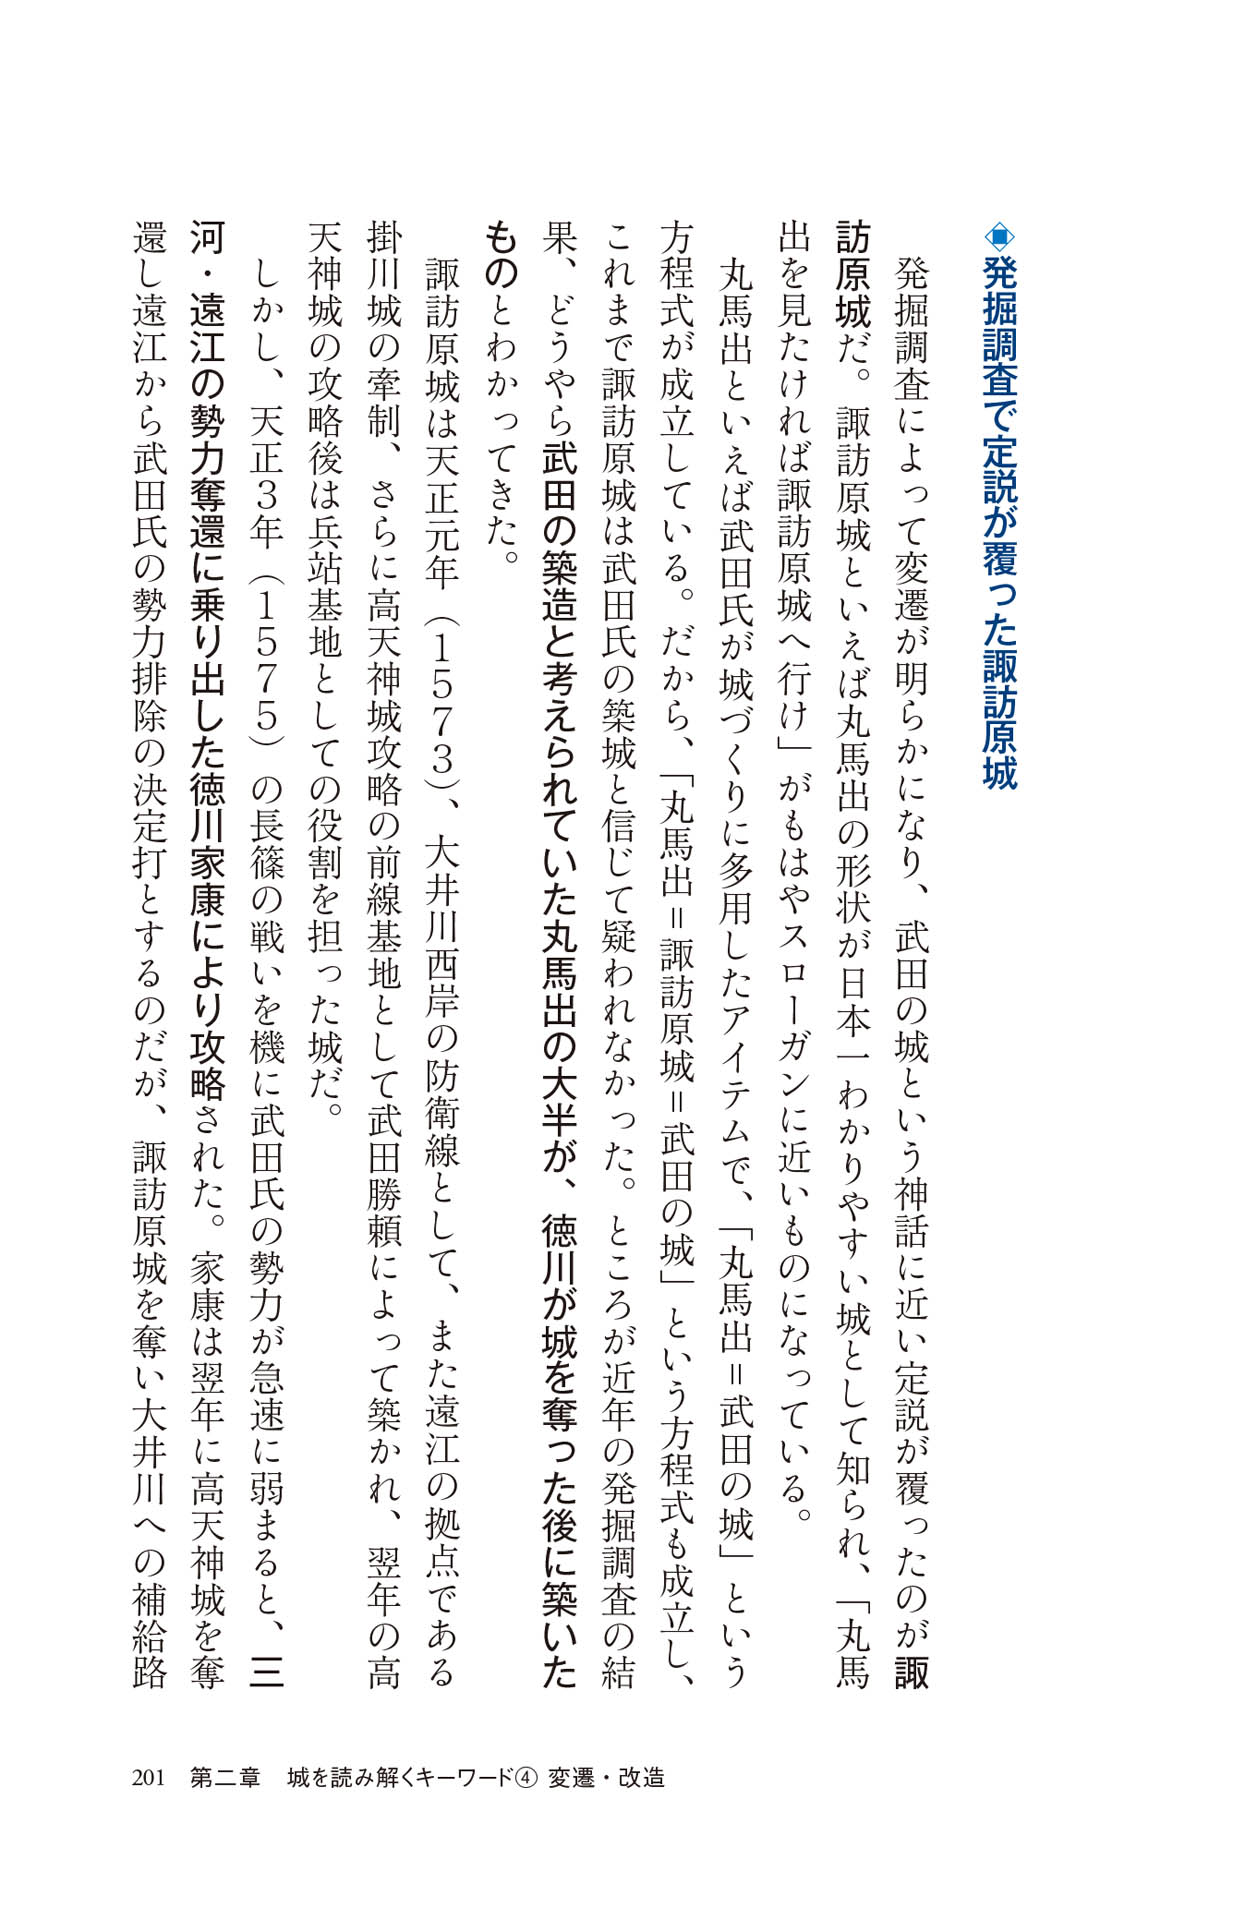 ◈発掘調査で定説が覆った諏訪原城
　発掘調査によって変遷が明らかになり、武田の城という神話に近い定説が覆ったのが諏
訪原城だ。諏訪原城といえば丸馬出の形状が日本一わかりやすい城として知られ、「丸馬
出を見たければ諏訪原城へ行け」がもはやスローガンに近いものになっている。
　丸馬出といえば武田氏が城づくりに多用したアイテムで、「丸馬出＝武田の城」という
方程式が成立している。だから、「丸馬出＝諏訪原城＝武田の城」という方程式も成立し、
これまで諏訪原城は武田氏の築城と信じて疑われなかった。ところが近年の発掘調査の結
果、どうやら武田の築造と考えられていた丸馬出の大半が、徳川が城を奪った後に築いた
ものとわかってきた。
　諏訪原城は天正元年（１５７３）、大井川西岸の防衛線として、また遠江の拠点である
掛川城の牽制、さらに高天神城攻略の前線基地として武田勝頼によって築かれ、翌年の高
天神城の攻略後は兵站基地としての役割を担った城だ。
　しかし、天正３年（１５７５）の長篠の戦いを機に武田氏の勢力が急速に弱まると、三
河・遠江の勢力奪還に乗り出した徳川家康により攻略された。家康は翌年に高天神城を奪
還し遠江から武田氏の勢力排除の決定打とするのだが、諏訪原城を奪い大井川への補給路
201　第二章　城を読み解くキーワード④ 変遷・改造